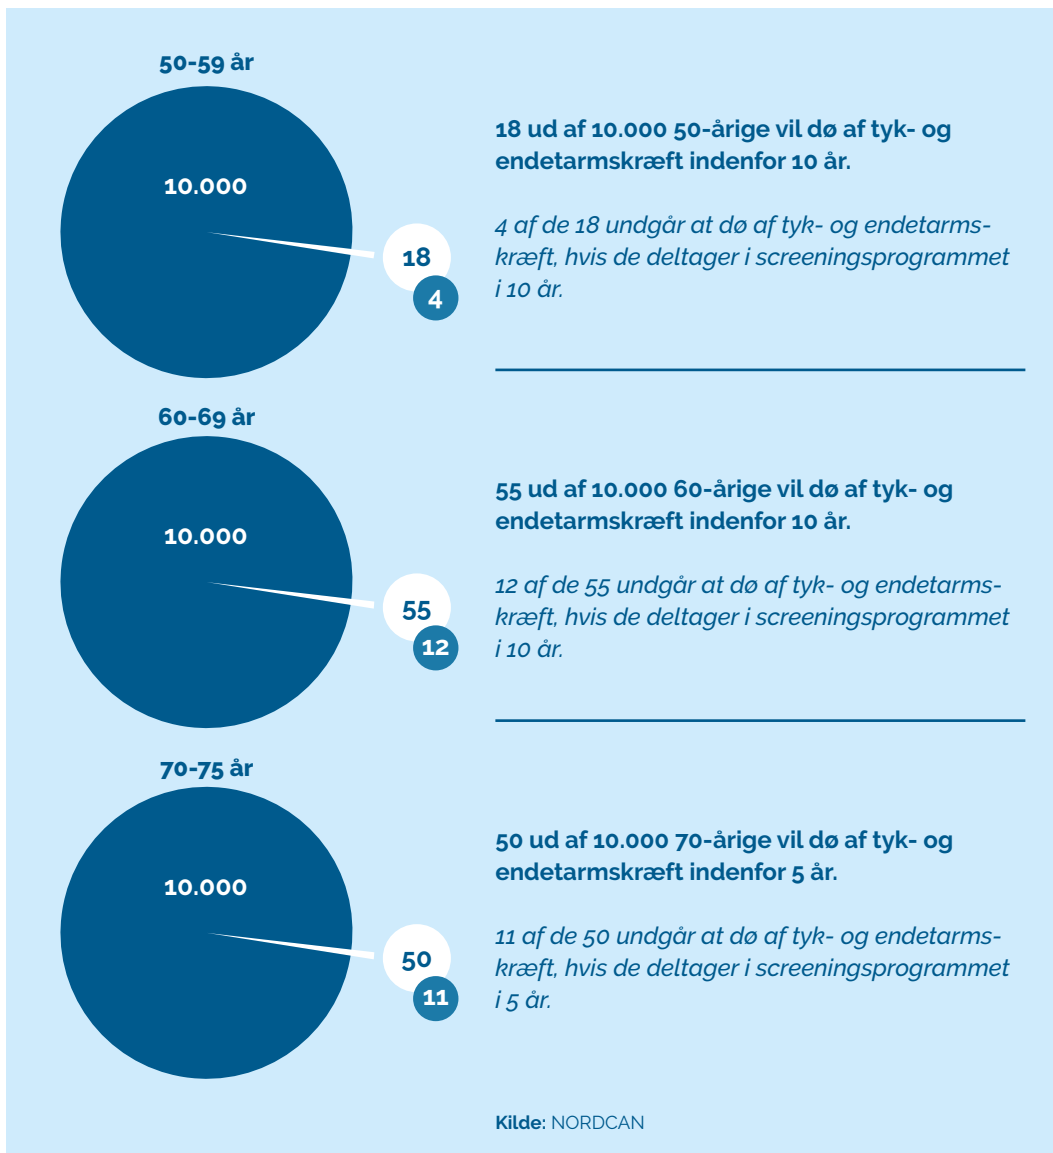 50-59 år
10.000
18
4
18 ud af 10.000 50-årige vil dø af tyk- og
endetarmskræft indenfor 10 år.
4 af de 18 undgår at dø af tyk- og endetarms-
kræft, hvis de deltager i screeningsprogrammet
i 10 år.
60-69 år
10.000
55
12
55 ud af 10.000 60-årige vil dø af tyk- og
endetarmskræft indenfor 10 år.
12 af de 55 undgår at dø af tyk- og endetarms-
kræft, hvis de deltager i screeningsprogrammet
i 10 år.
70-75 år
10.000
50
11
50 ud af 10.000 70-årige vil dø af tyk- og
endetarmskræft indenfor 5 år.
11 af de 50 undgår at dø af tyk- og endetarms-
kræft, hvis de deltager i screeningsprogrammet
i 5 år.
Kilde: NORDCAN